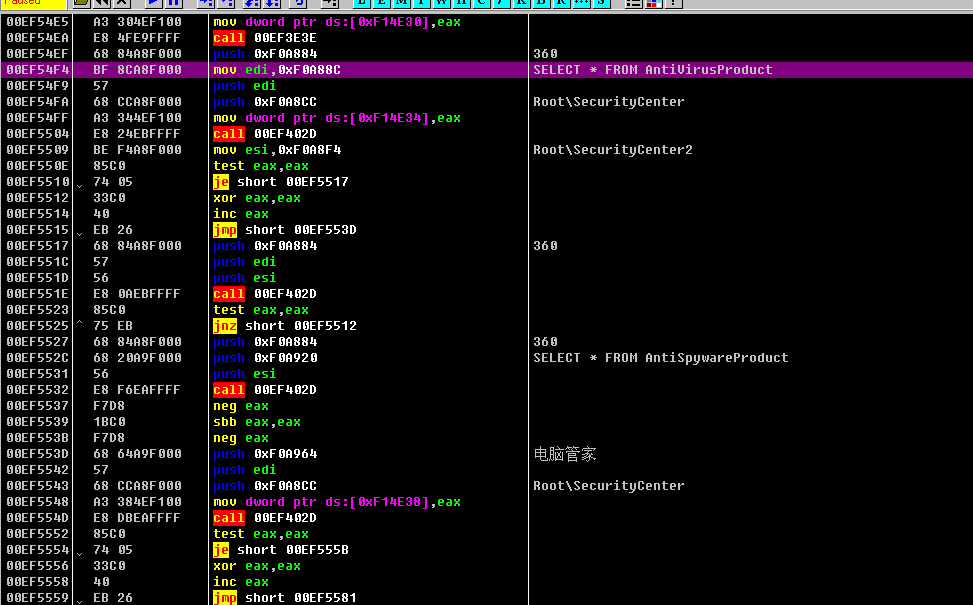 Paused
00EF54E5 A3 304EF100 mov dword ptr ds:[0xF14E30],eax
00EF54EA E8 4FE9FFFF call 00EF3E3E
00EF54EF 68 84A8F000 push 0xF0A884 360
00EF54F4 BF 8CA8F000 mov edi,0xF0A88C SELECT * FROM AntiVirusProduct
00EF54F9 57 push edi
00EF54FA 68 CCA8F000 push 0xF0A8CC Root\SecurityCenter
00EF54FF A3 344EF100 mov dword ptr ds:[0xF14E34],eax
00EF5504 E8 24EBFFFF call 00EF402D
00EF5509 BE F4A8F000 mov esi,0xF0A8F4 Root\SecurityCenter2
00EF550E 85C0 test eax,eax
00EF5510 74 05 je short 00EF5517
00EF5512 33C0 xor eax,eax
00EF5514 40 inc eax
00EF5515 EB 26 jmp short 00EF553D
00EF5517 68 84A8F000 push 0xF0A884 360
00EF551C 57 push edi
00EF551D 56 push esi
00EF551E E8 0AEBFFFF call 00EF402D
00EF5523 85C0 test eax,eax
00EF5525 75 EB jnz short 00EF5512
00EF5527 68 84A8F000 push 0xF0A884 360
00EF552C 68 20A9F000 push 0xF0A920 SELECT * FROM AntiSpywareProduct
00EF5531 56 push esi
00EF5532 E8 F6EAFFFF call 00EF402D
00EF5537 F7D8 neg eax
00EF5539 1BC0 sbb eax,eax
00EF553B F7D8 neg eax
00EF553D 68 64A9F000 push 0xF0A964 电脑管家
00EF5542 57 push edi
00EF5543 68 CCA8F000 push 0xF0A8CC Root\SecurityCenter
00EF5548 A3 384EF100 mov dword ptr ds:[0xF14E38],eax
00EF554D E8 DBEAFFFF call 00EF402D
00EF5552 85C0 test eax,eax
00EF5554 74 05 je short 00EF555B
00EF5556 33C0 xor eax,eax
00EF5558 40 inc eax
00EF5559 EB 26 jmp short 00EF5581